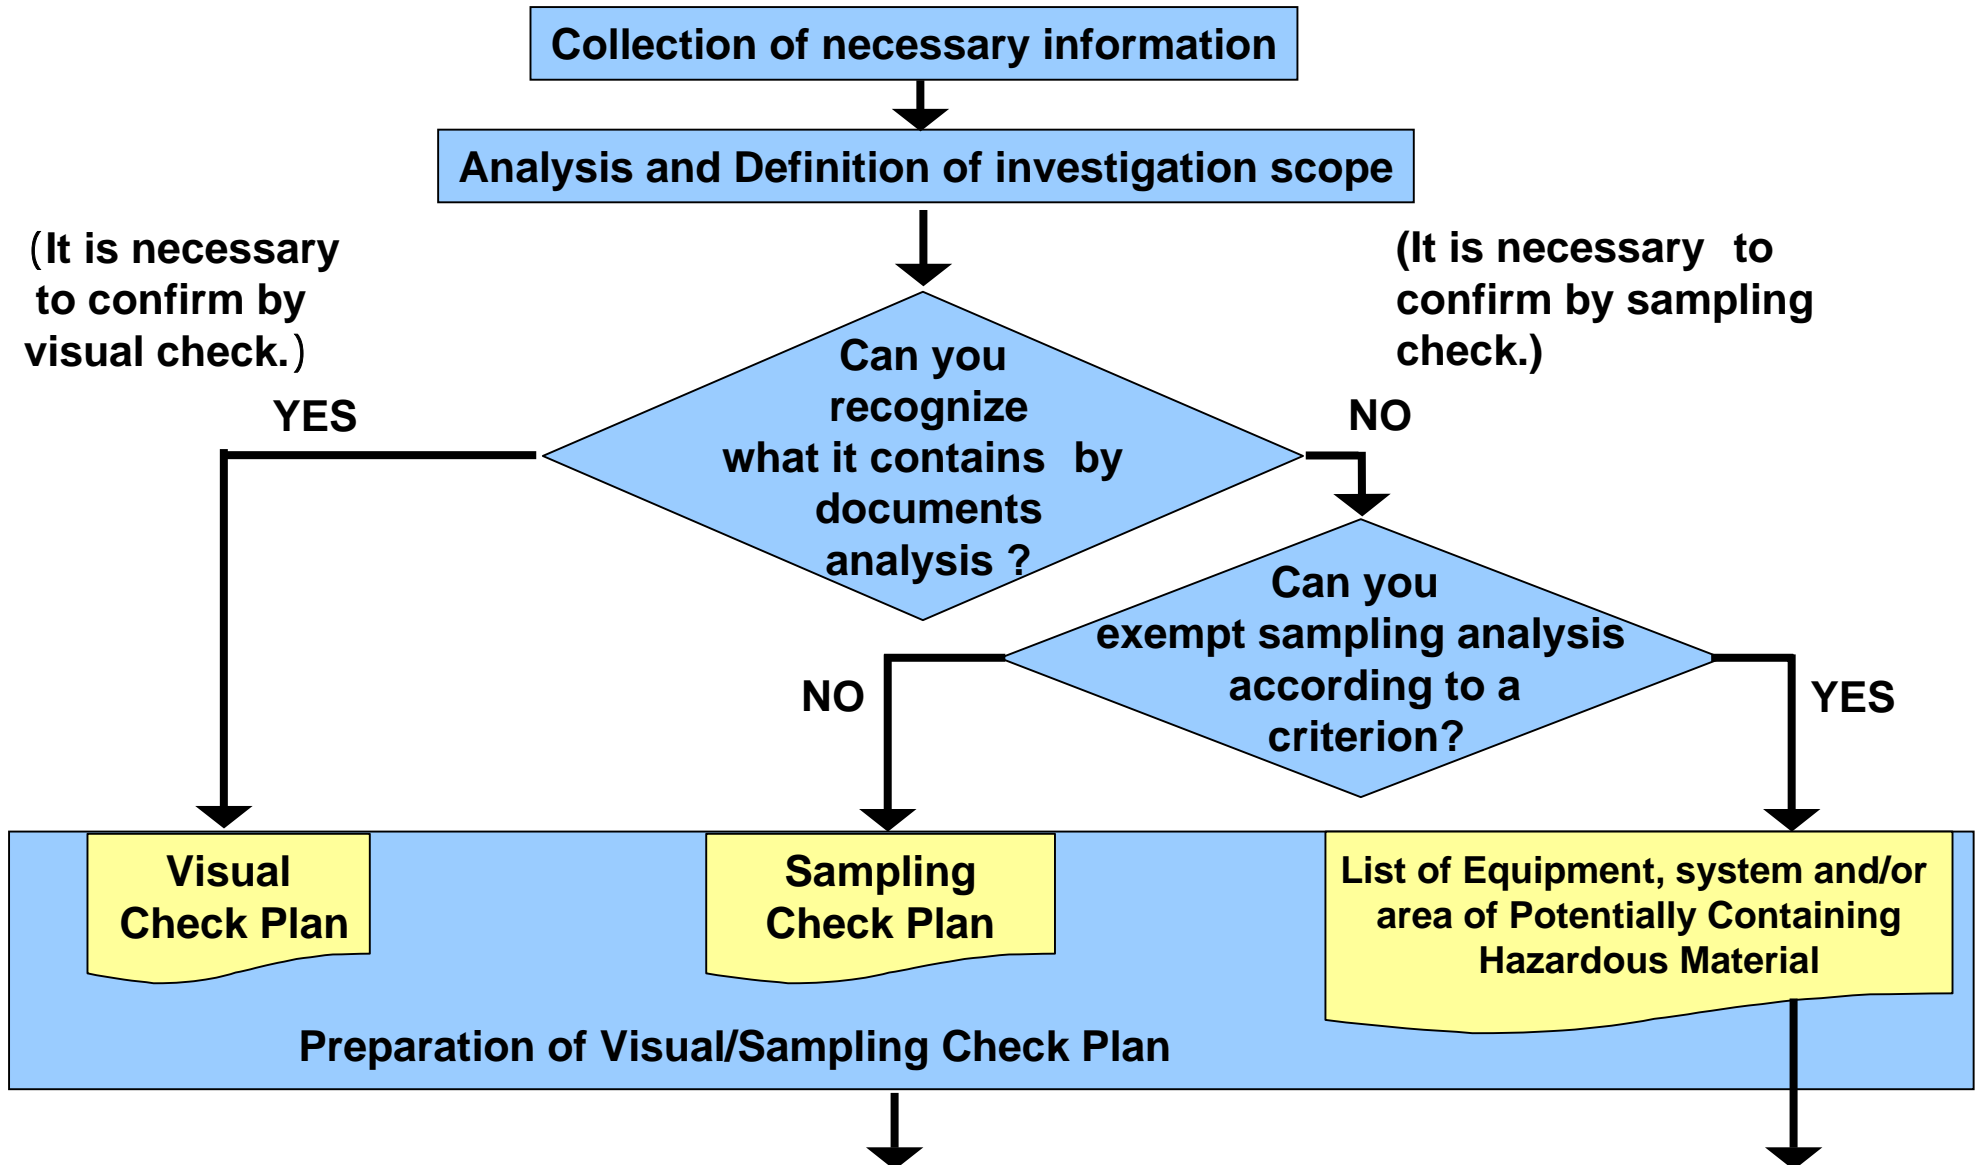 Collection of necessary information
Analysis and Definition of investigation scope
(It is necessary
to confirm by
visual check.)
(It is necessary to
confirm by sampling
check.)
Can you
recognize
what it contains by
documents
analysis ?
YES
NO
Can you
exempt sampling analysis
according to a
criterion?
NO
YES
Visual
Check Plan
Sampling
Check Plan
List of Equipment, system and/or
area of Potentially Containing
Hazardous Material
Preparation of Visual/Sampling Check Plan